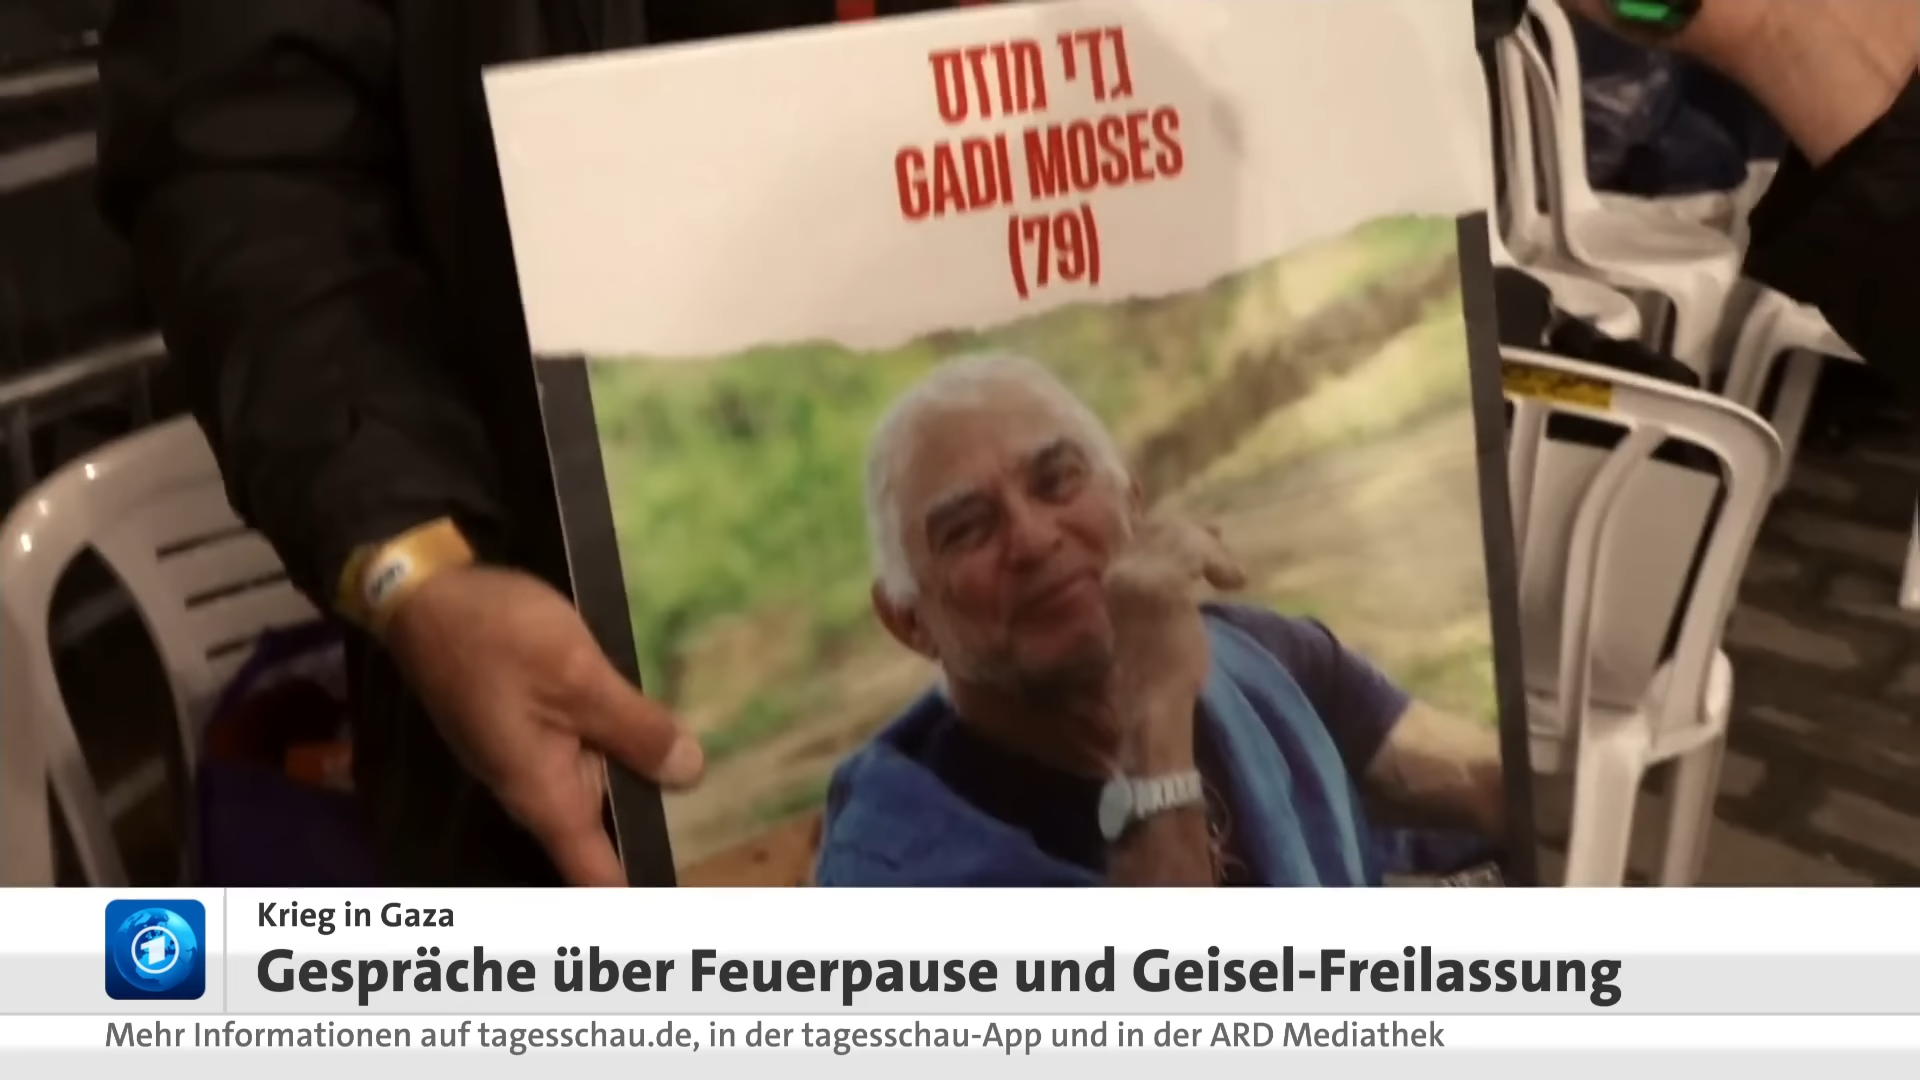 גדי מוזס
GADI MOSES
(79)
Krieg in Gaza
Gespräche über Feuerpause und Geisel-Freilassung
Mehr Informationen auf tagesschau.de, in der tagesschau-App und in der ARD Mediathek